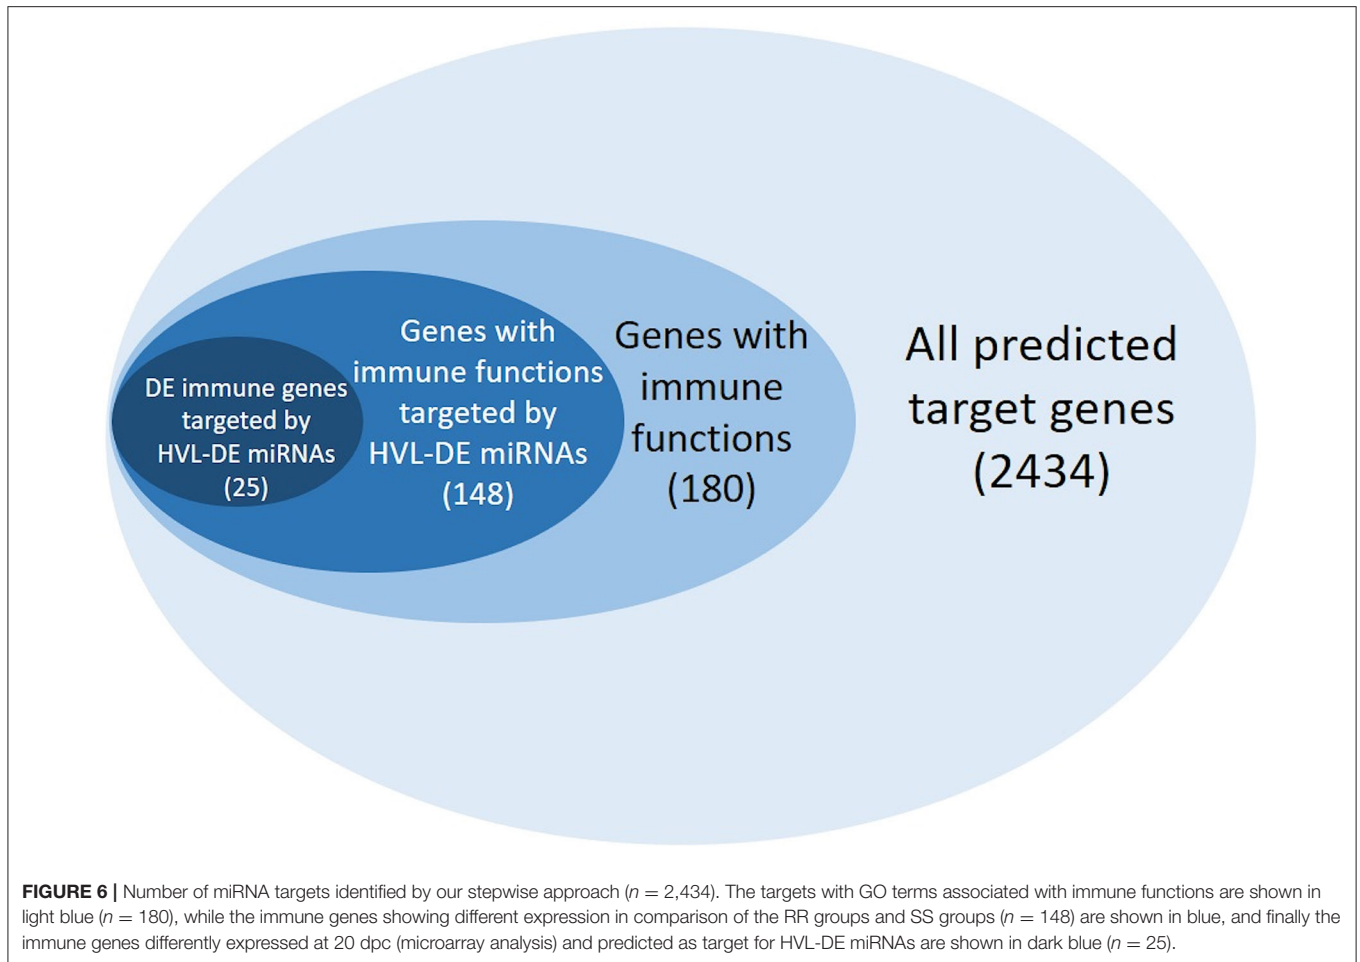 DE immune genes
targeted by
HVL-DE miRNAs
(25)
Genes with
immune functions
targeted by
HVL-DE miRNAs
(148)
Genes with
immune
functions
(180)
All predicted
target genes
(2434)
FIGURE 6 | Number of miRNA targets identified by our stepwise approach (n = 2,434). The targets with GO terms associated with immune functions are shown in
light blue (n = 180), while the immune genes showing different expression in comparison of the RR groups and SS groups (n = 148) are shown in blue, and finally the
immune genes differently expressed at 20 dpc (microarray analysis) and predicted as target for HVL-DE miRNAs are shown in dark blue (n = 25).